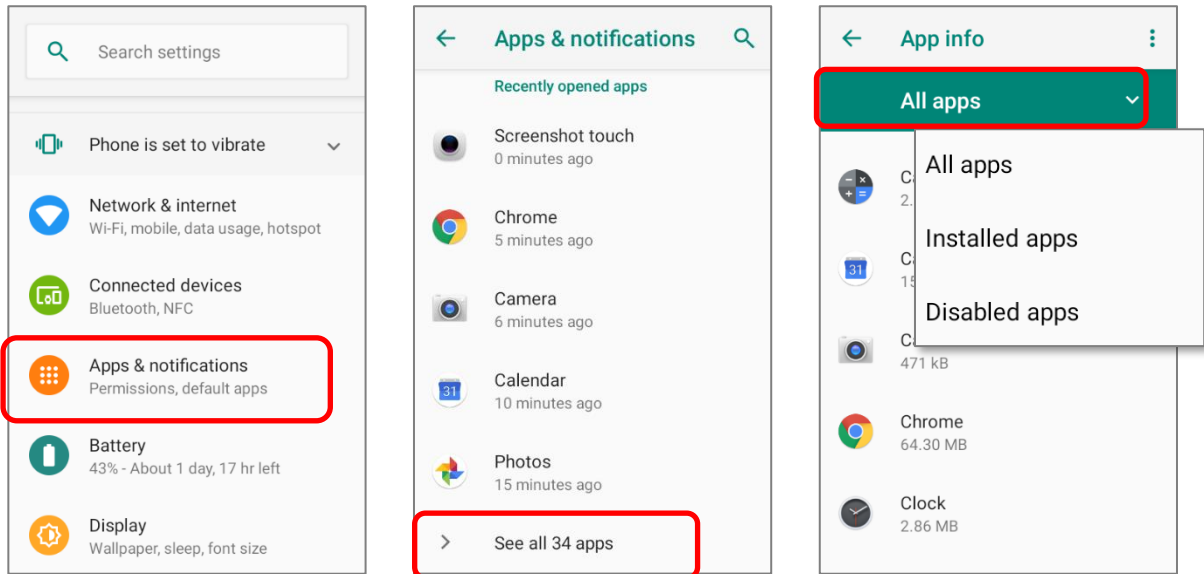 Search settings
Phone is set to vibrate
Network & internet
Wi-Fi, mobile, data usage, hotspot
Connected devices
Bluetooth, NFC
Apps & notifications
Permissions, default apps
Battery
43% - About 1 day, 17 hr left
Display
Wallpaper, sleep, font size
Apps & notifications
Recently opened apps
Screenshot touch
0 minutes ago
Chrome
5 minutes ago
Camera
6 minutes ago
31
Calendar
10 minutes ago
Photos
15 minutes ago
See all 34 apps
App info
All apps
All apps
Installed apps
Disabled apps
31
471 kB
Chrome
64.30 MB
Clock
2.86 MB